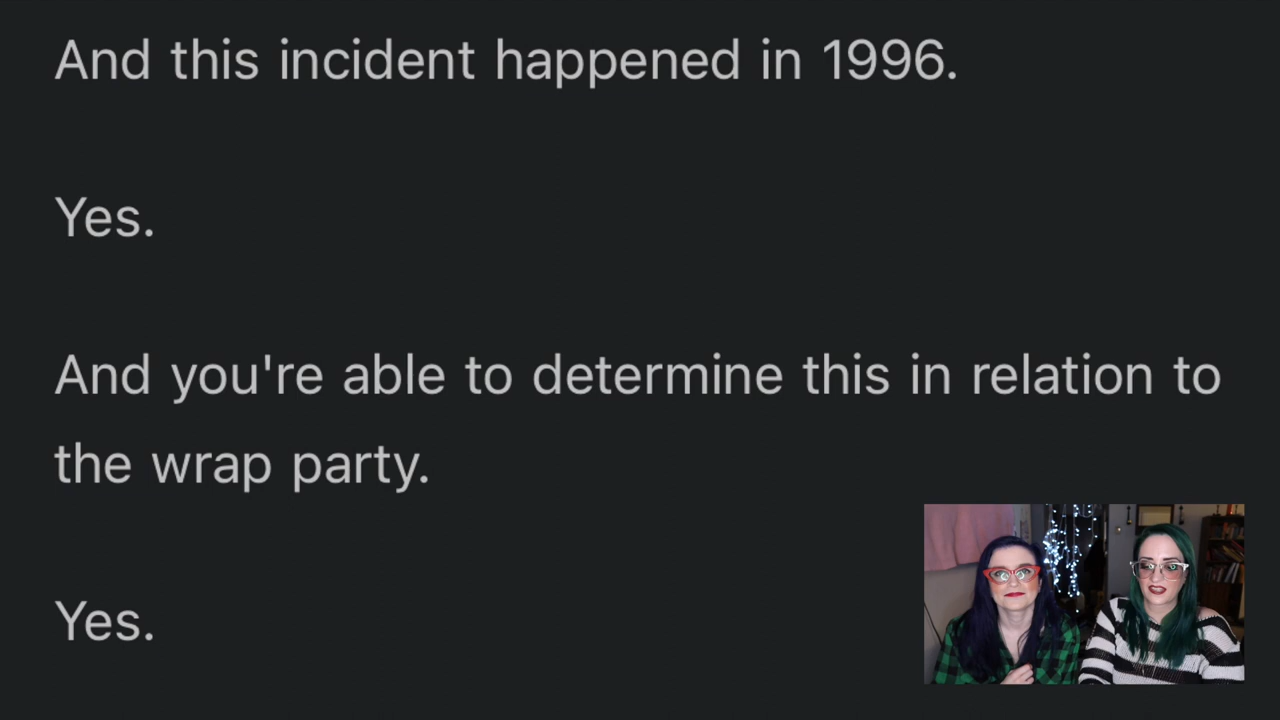 And this incident happened in 1996.
Yes.
And you're able to determine this in relation to
the wrap party.
Yes.